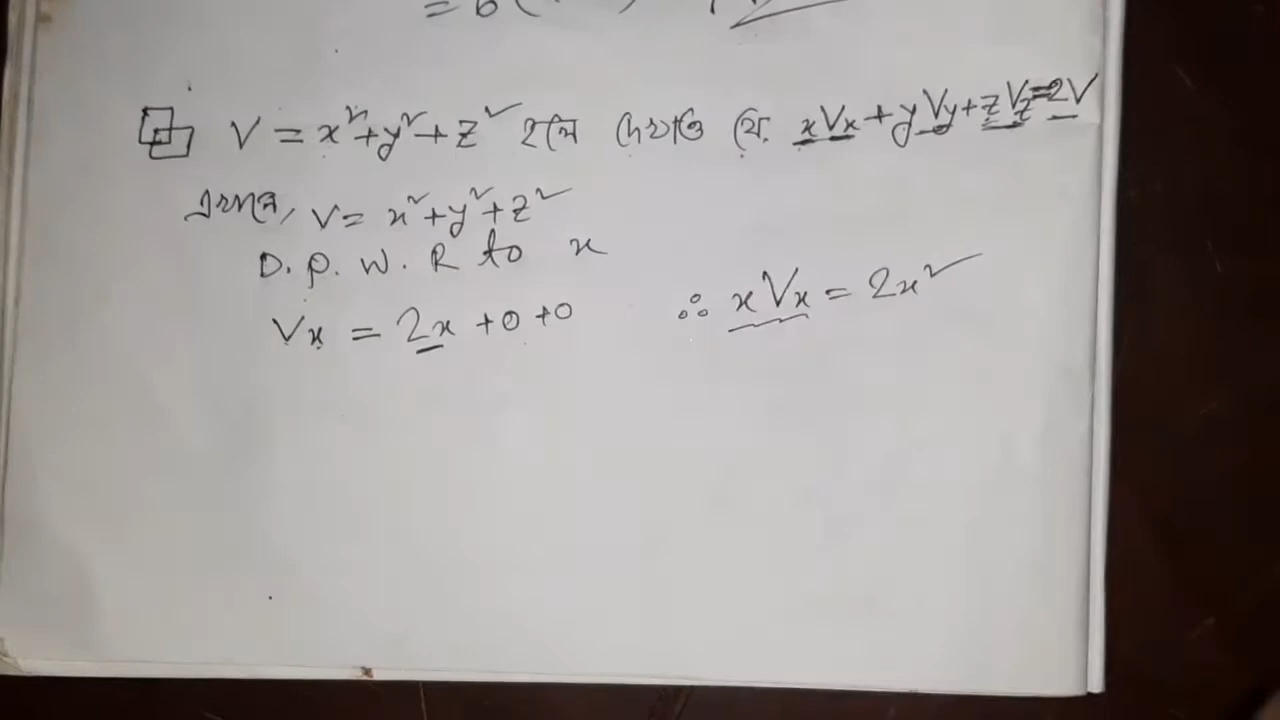 = 6 (
V = x² + y² + z² হলে দেখাও যে xVx + yVy + zVz = 2V
এখানে, V = x² + y² + z²
D. P. W. R to x
Vx = 2x + 0 + 0 ∴ xVx = 2x²